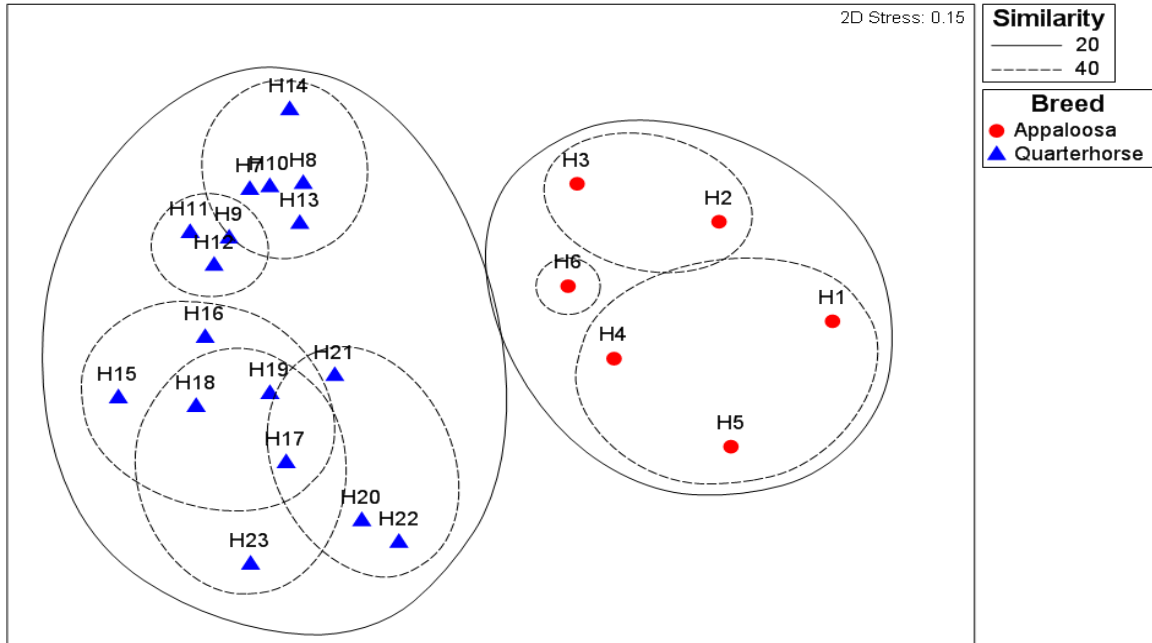 2D Stress: 0.15
Similarity
20
40
Breed
Appaloosa
Quarterhorse
H14
H7 H10 H8
H3
H13
H2
H11 H9
H12
H6
H1
H16
H4
H21
H15 H18 H19
H5
H17
H20
H22
H23